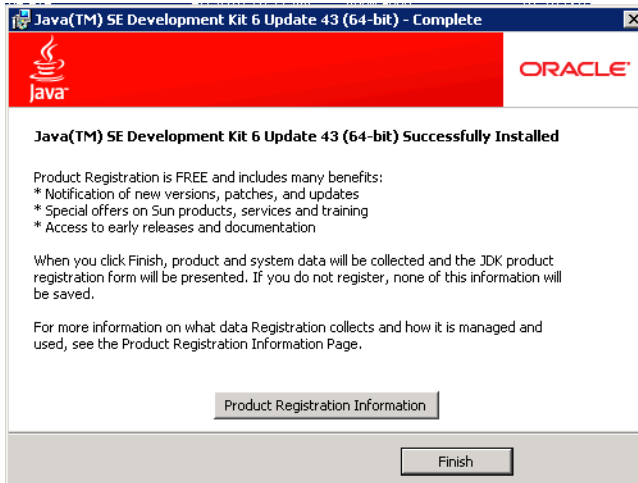 Java(TM) SE Development Kit 6 Update 43 (64-bit) - Complete
Java™
ORACLE®
Java(TM) SE Development Kit 6 Update 43 (64-bit) Successfully Installed
Product Registration is FREE and includes many benefits:
* Notification of new versions, patches, and updates
* Special offers on Sun products, services and training
* Access to early releases and documentation
When you click Finish, product and system data will be collected and the JDK product
registration form will be presented. If you do not register, none of this information will
be saved.
For more information on what data Registration collects and how it is managed and
used, see the Product Registration Information Page.
Product Registration Information
Finish